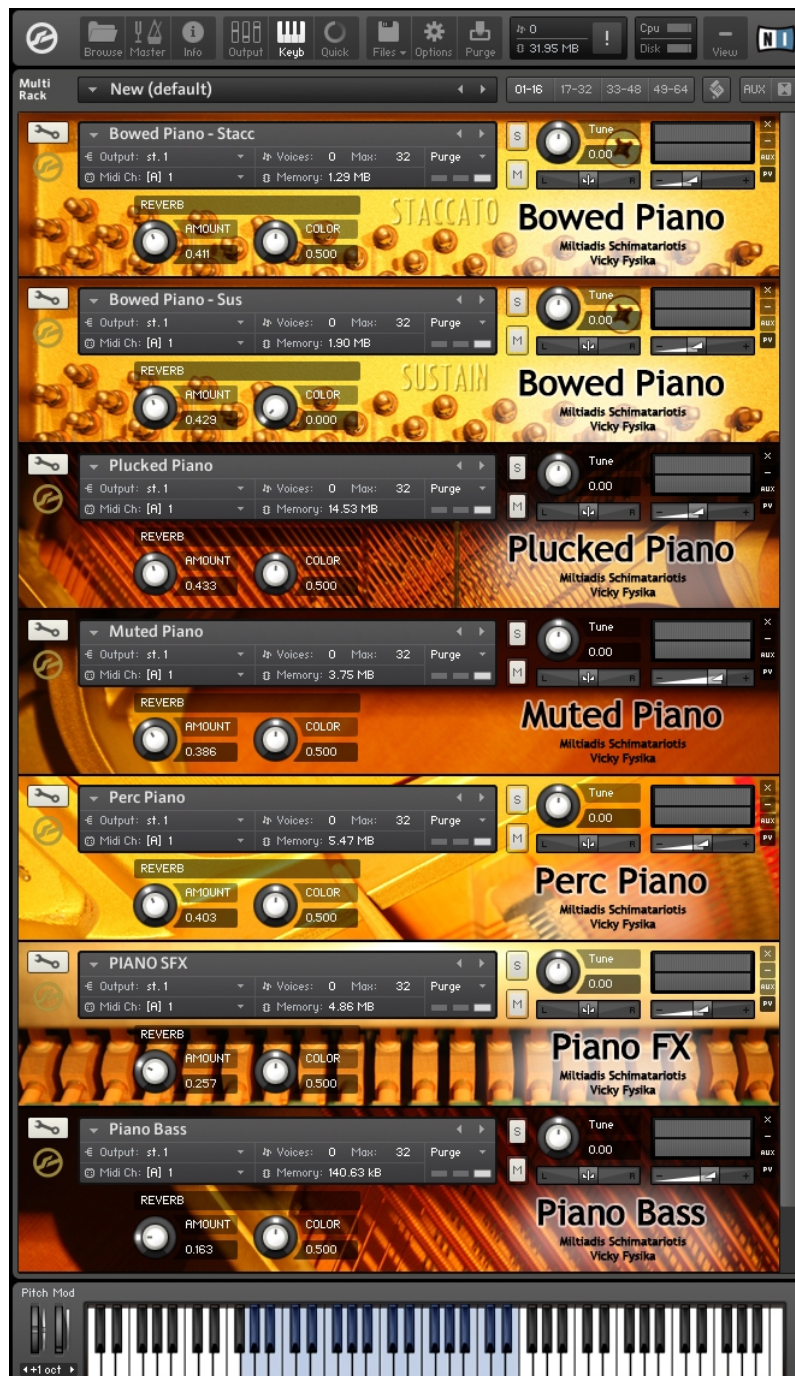 Browse Master Info Output Keyb Quick Files Options Purge 0 31.95 MB ! Cpu Disk View NI
Multi Rack New (default) 01-16 17-32 33-48 49-64 AUX
Bowed Piano - Stacc S Tune ×
Output: st. 1 Voices: 0 Max: 32 Purge 0.00 –
Midi Ch: [A] 1 Memory: 1.29 MB M L R – + AUX PV
REVERB STACCATO Bowed Piano
AMOUNT COLOR Miltiadis Schimatariotis
0.411 0.500 Vicky Fysika
Bowed Piano - Sus S Tune ×
Output: st. 1 Voices: 0 Max: 32 Purge 0.00 –
Midi Ch: [A] 1 Memory: 1.90 MB M L R – + AUX PV
REVERB SUSTAIN Bowed Piano
AMOUNT COLOR Miltiadis Schimatariotis
0.429 0.000 Vicky Fysika
Plucked Piano S Tune ×
Output: st. 1 Voices: 0 Max: 32 Purge 0.00 –
Midi Ch: [A] 1 Memory: 14.53 MB M L R – + AUX PV
REVERB Plucked Piano
AMOUNT COLOR Miltiadis Schimatariotis
0.433 0.500 Vicky Fysika
Muted Piano S Tune ×
Output: st. 1 Voices: 0 Max: 32 Purge 0.00 –
Midi Ch: [A] 1 Memory: 3.75 MB M L R – + AUX PV
REVERB Muted Piano
AMOUNT COLOR Miltiadis Schimatariotis
0.386 0.500 Vicky Fysika
Perc Piano S Tune ×
Output: st. 1 Voices: 0 Max: 32 Purge 0.00 –
Midi Ch: [A] 1 Memory: 5.47 MB M L R – + AUX PV
REVERB Perc Piano
AMOUNT COLOR Miltiadis Schimatariotis
0.403 0.500 Vicky Fysika
PIANO SFX S Tune ×
Output: st. 1 Voices: 0 Max: 32 Purge 0.00 –
Midi Ch: [A] 1 Memory: 4.86 MB M L R – + AUX PV
REVERB Piano FX
AMOUNT COLOR Miltiadis Schimatariotis
0.257 0.500 Vicky Fysika
Piano Bass S Tune ×
Output: st. 1 Voices: 0 Max: 32 Purge 0.00 –
Midi Ch: [A] 1 Memory: 140.63 kB M L R – + AUX PV
REVERB Piano Bass
AMOUNT COLOR Miltiadis Schimatariotis
0.163 0.500 Vicky Fysika
Pitch Mod
+1 oct